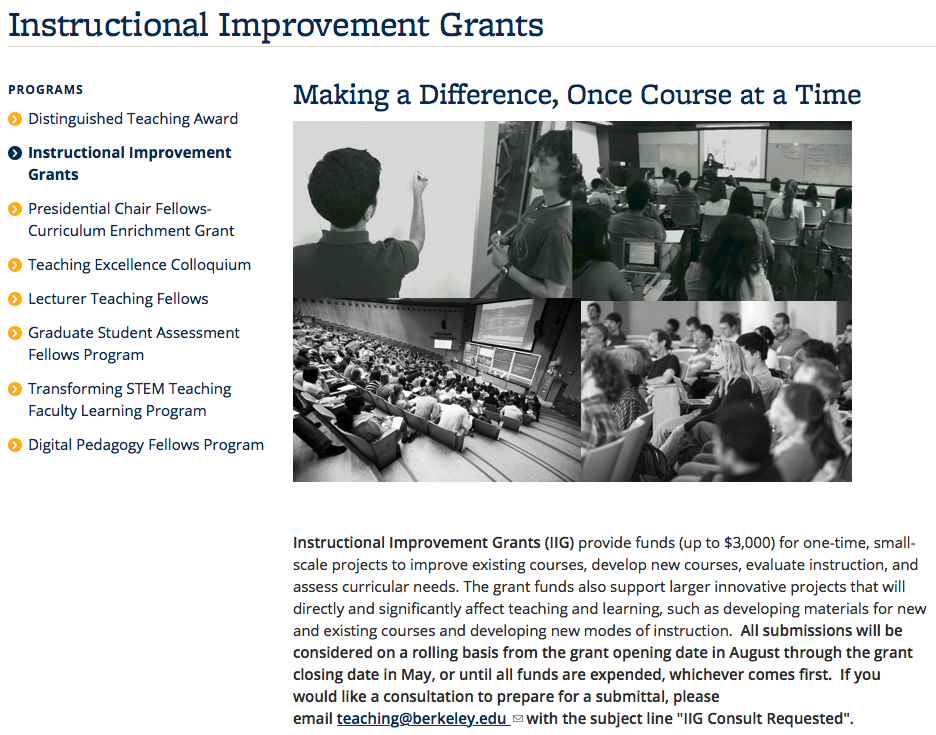 Instructional Improvement Grants
PROGRAMS
Distinguished Teaching Award
Instructional Improvement
Grants
Presidential Chair Fellows-
Curriculum Enrichment Grant
Teaching Excellence Colloquium
Lecturer Teaching Fellows
Graduate Student Assessment
Fellows Program
Transforming STEM Teaching
Faculty Learning Program
Digital Pedagogy Fellows Program
Making a Difference, Once Course at a Time
Instructional Improvement Grants (IIG) provide funds (up to $3,000) for one-time, small-
scale projects to improve existing courses, develop new courses, evaluate instruction, and
assess curricular needs. The grant funds also support larger innovative projects that will
directly and significantly affect teaching and learning, such as developing materials for new
and existing courses and developing new modes of instruction.  All submissions will be
considered on a rolling basis from the grant opening date in August through the grant
closing date in May, or until all funds are expended, whichever comes first.  If you
would like a consultation to prepare for a submittal, please
email teaching@berkeley.edu with the subject line "IIG Consult Requested".